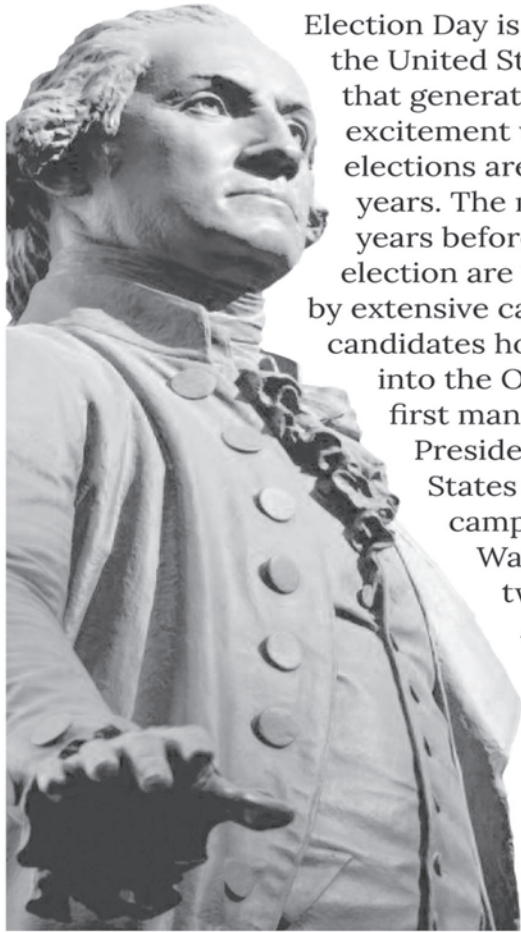 Election Day is
the United St
that generat
excitement
elections are
years. The
years before
election are
by extensive ca
candidates ho
into the O
first man
Preside
States
camp
Wa
tw